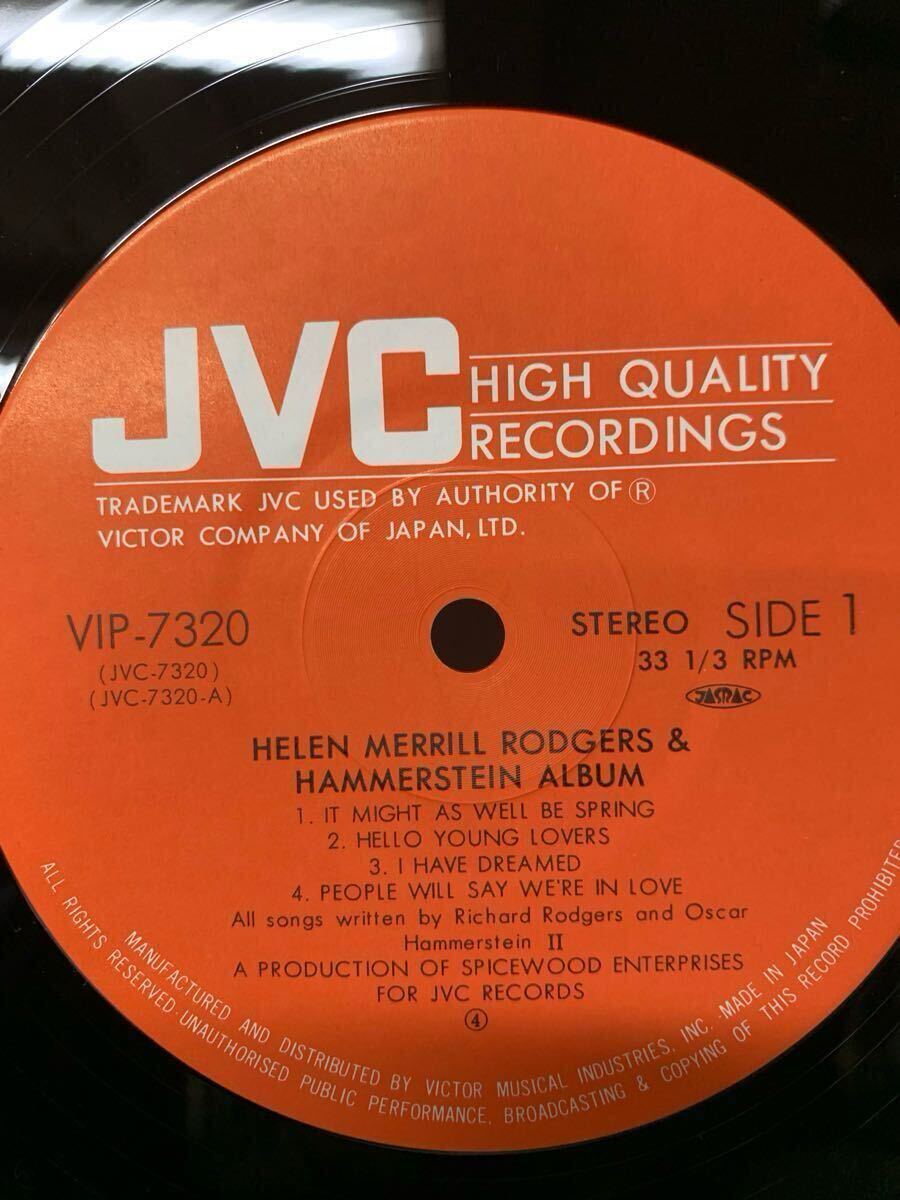 JVC HIGH QUALITY
RECORDINGS
TRADEMARK JVC USED BY AUTHORITY OF ®
VICTOR COMPANY OF JAPAN, LTD.
VIP-7320
(JVC-7320)
(JVC-7320-A)
STEREO SIDE 1
33 1/3 RPM
JASRAC
HELEN MERRILL RODGERS &
HAMMERSTEIN ALBUM
1. IT MIGHT AS WELL BE SPRING
2. HELLO YOUNG LOVERS
3. I HAVE DREAMED
4. PEOPLE WILL SAY WE'RE IN LOVE
All songs written by Richard Rodgers and Oscar
Hammerstein II
A PRODUCTION OF SPICEWOOD ENTERPRISES
FOR JVC RECORDS
④
MANUFACTURED AND DISTRIBUTED BY VICTOR MUSICAL INDUSTRIES, INC. · MADE IN JAPAN
ALL RIGHTS RESERVED · UNAUTHORISED PUBLIC PERFORMANCE, BROADCASTING & COPYING OF THIS RECORD PROHIBITED